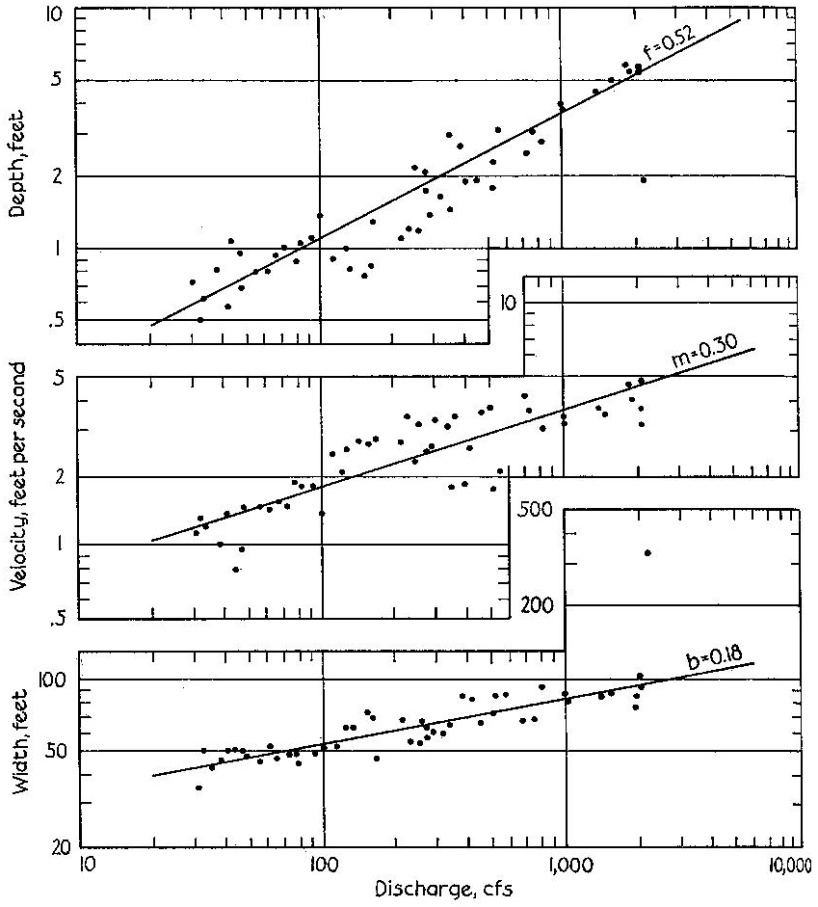 10
5
2
1
.5
Depth, feet
f=0.52
10
5
2
1
.5
Velocity, feet per second
m=0.30
500
200
100
50
20
Width, feet
b=0.18
10
100
1,000
10,000
Discharge, cfs